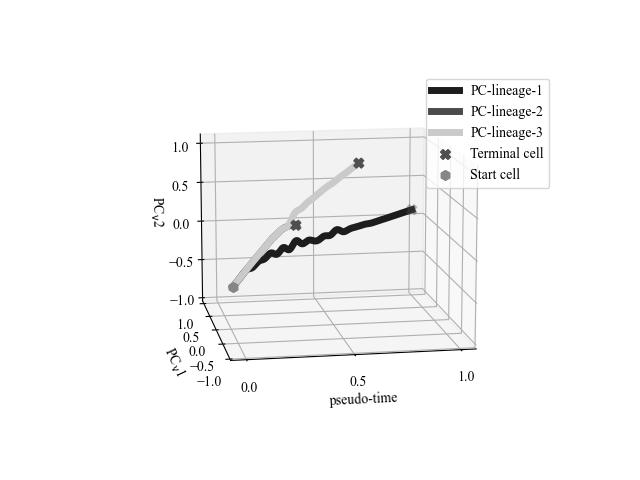 PC-lineage-1
PC-lineage-2
PC-lineage-3
Terminal cell
Start cell
1.0
0.5
0.0
−0.5
−1.0
PCv2
1.0
0.5
0.0
−0.5
−1.0
PCv1
0.0
0.5
1.0
pseudo-time